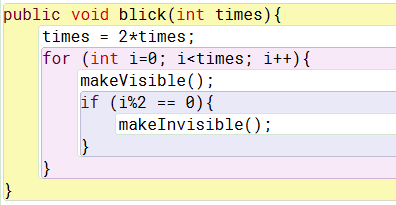 public void blick(int times){
    times = 2*times;
    for (int i=0; i<times; i++){
        makeVisible();
        if (i%2 == 0){
            makeInvisible();
        }
    }
}